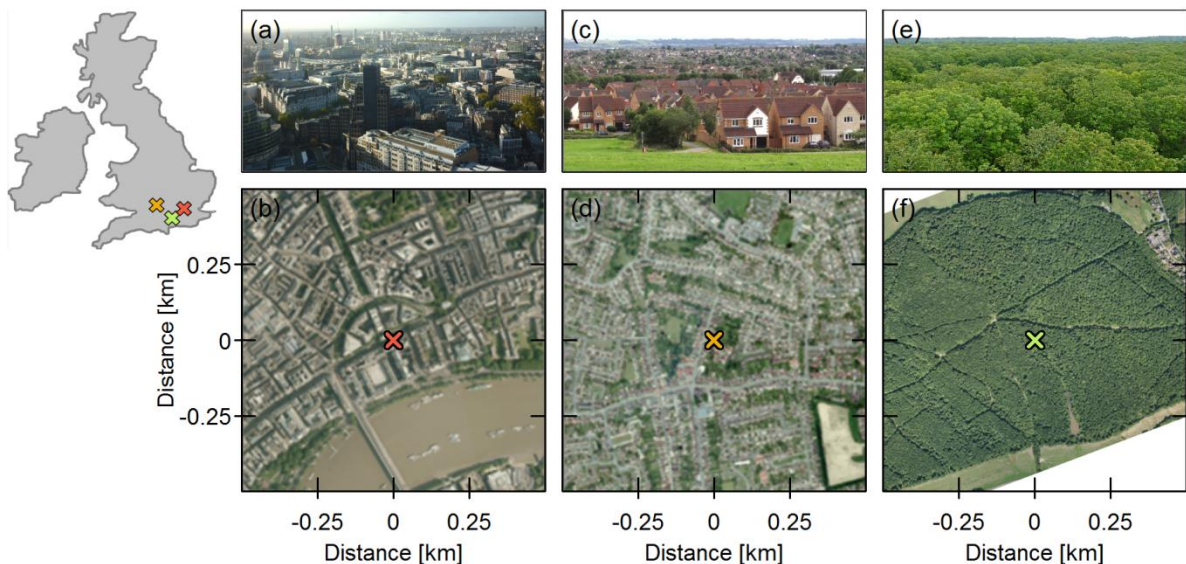 (a)
(c)
(e)
(b)
(d)
(f)
0.25
0
-0.25
Distance [km]
-0.25 0 0.25
-0.25 0 0.25
-0.25 0 0.25
Distance [km]
Distance [km]
Distance [km]